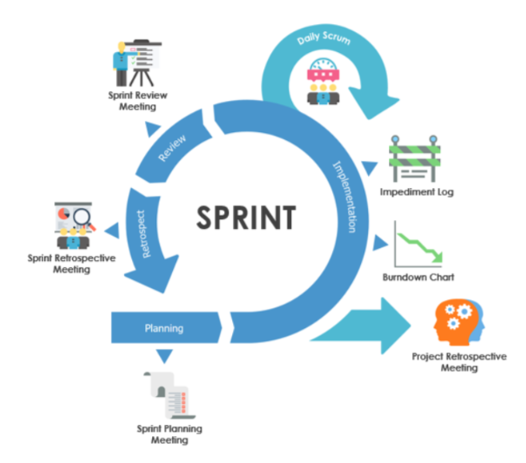 Daily Scrum
Sprint Review
Meeting
Review
Implementation
Impediment Log
SPRINT
Retrospect
Sprint Retrospective
Meeting
Burndown Chart
Planning
Project Retrospective
Meeting
Sprint Planning
Meeting